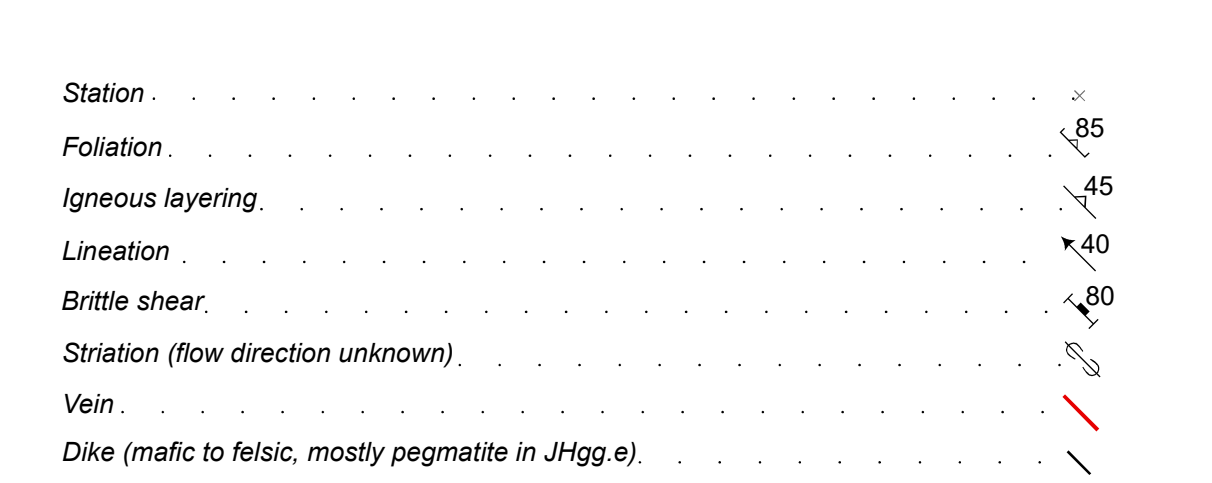 Station . . . . . . . . . . . . . . . . . . . . . . . .
Foliation . . . . . . . . . . . . . . . . . . . . . . . 85
Igneous layering . . . . . . . . . . . . . . . . . . . . . 45
Lineation . . . . . . . . . . . . . . . . . . . . . . 40
Brittle shear . . . . . . . . . . . . . . . . . . . . . . 80
Striation (flow direction unknown) . . . . . . . . . . . . . . . .
Vein . . . . . . . . . . . . . . . . . . . . . . . .
Dike (mafic to felsic, mostly pegmatite in JHgg.e) . . . . . . . . . . .